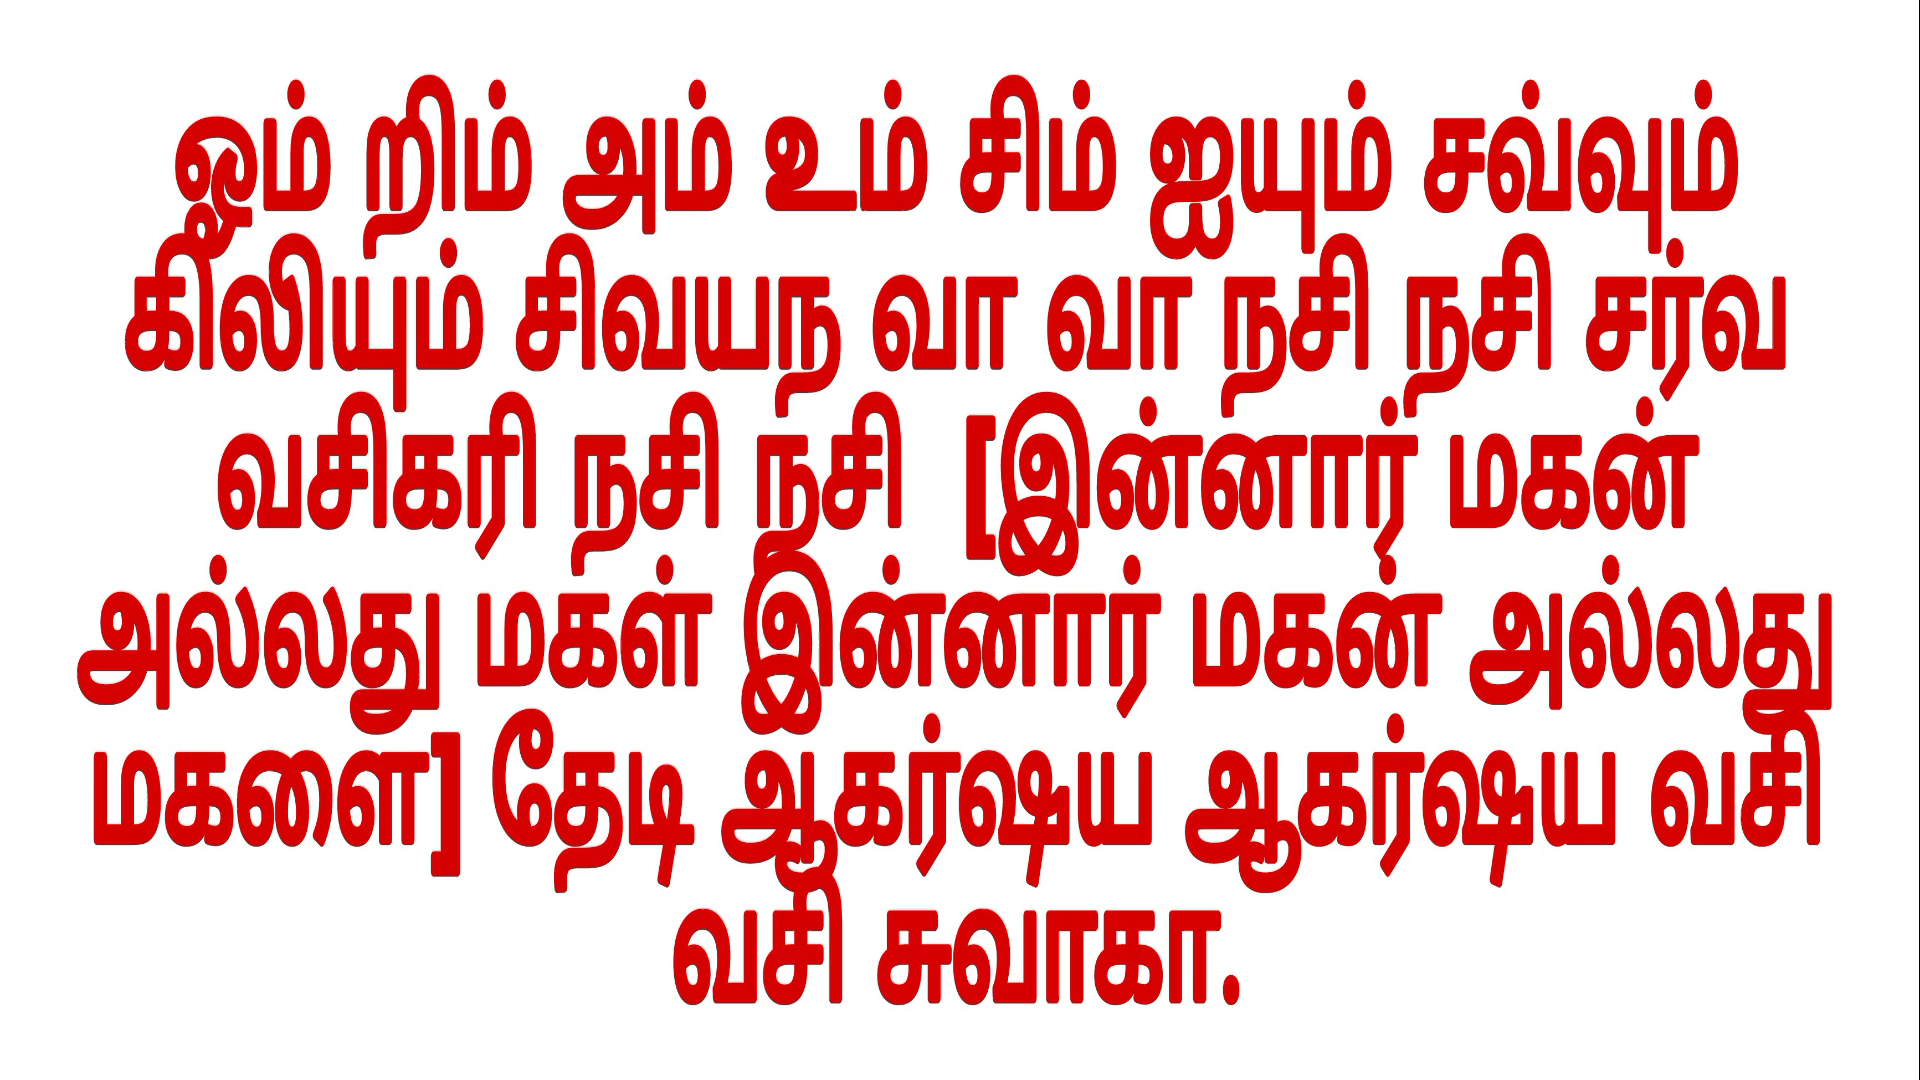 ஓம் றிம் அம் உம் சிம் ஐயும் சவ்வும்
கிலியும் சிவயந வா வா நசி நசி சர்வ
வசிகரி நசி நசி [இன்னார் மகன்
அல்லது மகள் இன்னார் மகன் அல்லது
மகளை] தேடி ஆகர்ஷய ஆகர்ஷய வசி
வசி சுவாகா.